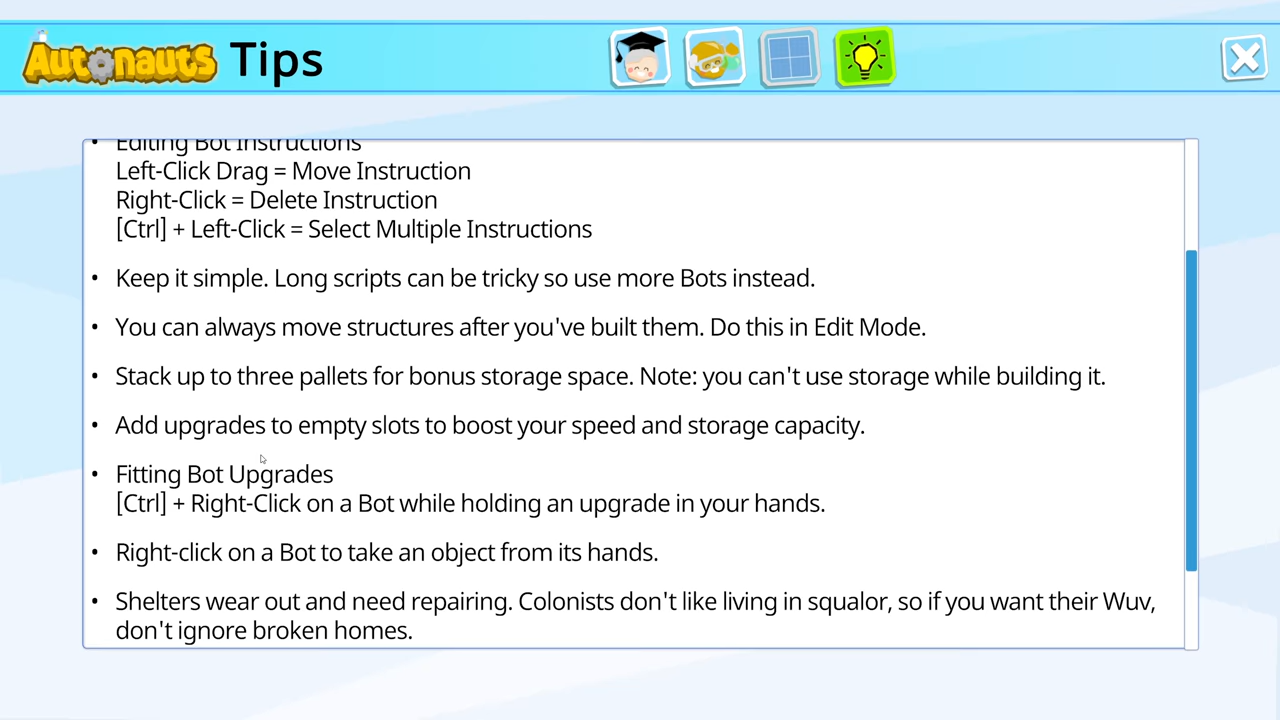 Autonauts Tips
• Editing Bot Instructions
Left-Click Drag = Move Instruction
Right-Click = Delete Instruction
[Ctrl] + Left-Click = Select Multiple Instructions
• Keep it simple. Long scripts can be tricky so use more Bots instead.
• You can always move structures after you've built them. Do this in Edit Mode.
• Stack up to three pallets for bonus storage space. Note: you can't use storage while building it.
• Add upgrades to empty slots to boost your speed and storage capacity.
• Fitting Bot Upgrades
[Ctrl] + Right-Click on a Bot while holding an upgrade in your hands.
• Right-click on a Bot to take an object from its hands.
• Shelters wear out and need repairing. Colonists don't like living in squalor, so if you want their Wuv,
don't ignore broken homes.